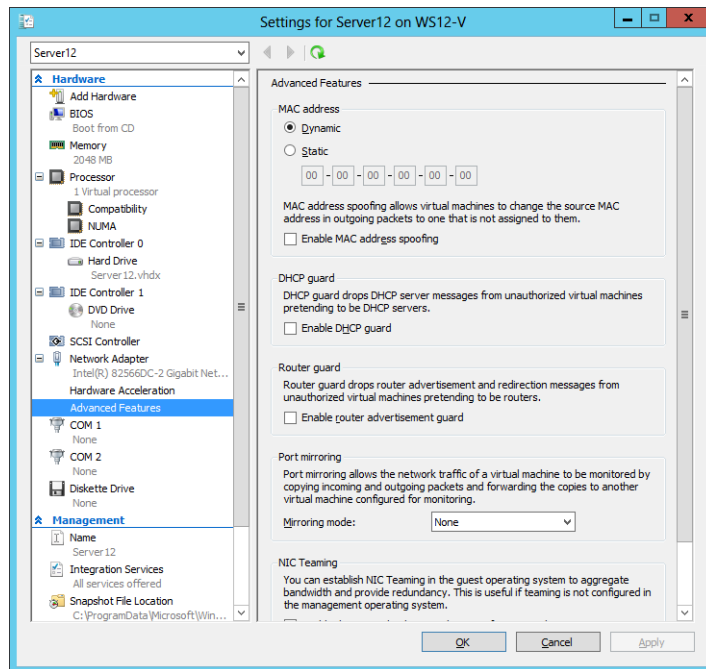 Settings for Server12 on WS12-V
Server12
Hardware
Add Hardware
BIOS
Boot from CD
Memory
2048 MB
Processor
1 Virtual processor
Compatibility
NUMA
IDE Controller 0
Hard Drive
Server12.vhdx
IDE Controller 1
DVD Drive
None
SCSI Controller
Network Adapter
Intel(R) 82566DC-2 Gigabit Net...
Hardware Acceleration
Advanced Features
COM 1
None
COM 2
None
Diskette Drive
None
Management
Name
Server12
Integration Services
All services offered
Snapshot File Location
C:\ProgramData\Microsoft\Win...
Advanced Features
MAC address
Dynamic
Static
00 - 00 - 00 - 00 - 00 - 00
MAC address spoofing allows virtual machines to change the source MAC
address in outgoing packets to one that is not assigned to them.
Enable MAC address spoofing
DHCP guard
DHCP guard drops DHCP server messages from unauthorized virtual machines
pretending to be DHCP servers.
Enable DHCP guard
Router guard
Router guard drops router advertisement and redirection messages from
unauthorized virtual machines pretending to be routers.
Enable router advertisement guard
Port mirroring
Port mirroring allows the network traffic of a virtual machine to be monitored by
copying incoming and outgoing packets and forwarding the copies to another
virtual machine configured for monitoring.
Mirroring mode: None
NIC Teaming
You can establish NIC Teaming in the guest operating system to aggregate
bandwidth and provide redundancy. This is useful if teaming is not configured in
the management operating system.
OK Cancel Apply